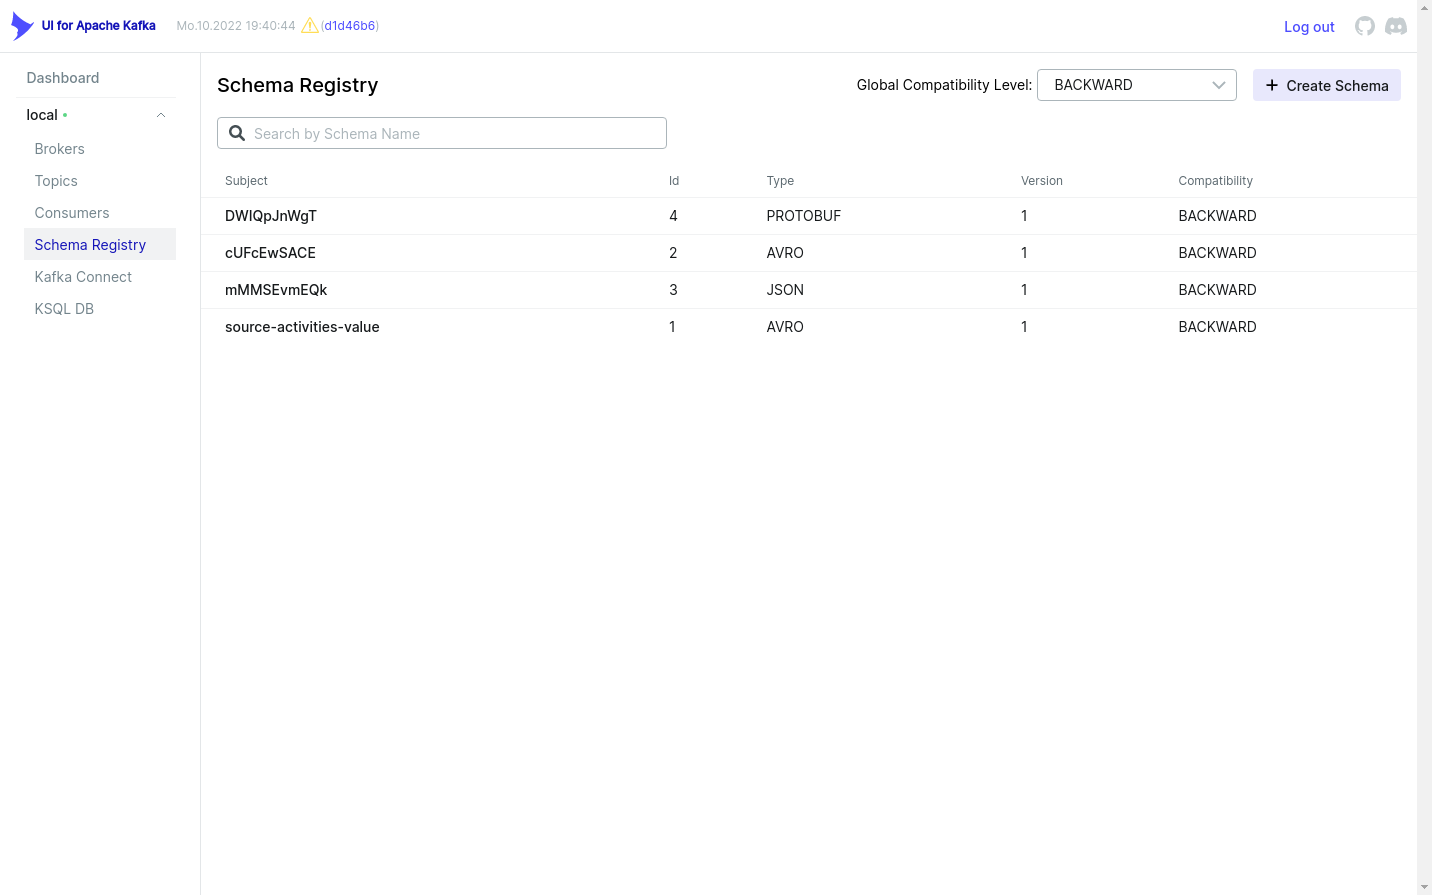 UI for Apache Kafka Mo.10.2022 19:40:44 (d1d46b6) Log out
Dashboard
local
Brokers
Topics
Consumers
Schema Registry
Kafka Connect
KSQL DB
Schema Registry Global Compatibility Level: BACKWARD Create Schema
Search by Schema Name
Subject Id Type Version Compatibility
DWIQpJnWgT 4 PROTOBUF 1 BACKWARD
cUFcEwSACE 2 AVRO 1 BACKWARD
mMMSEvmEQk 3 JSON 1 BACKWARD
source-activities-value 1 AVRO 1 BACKWARD